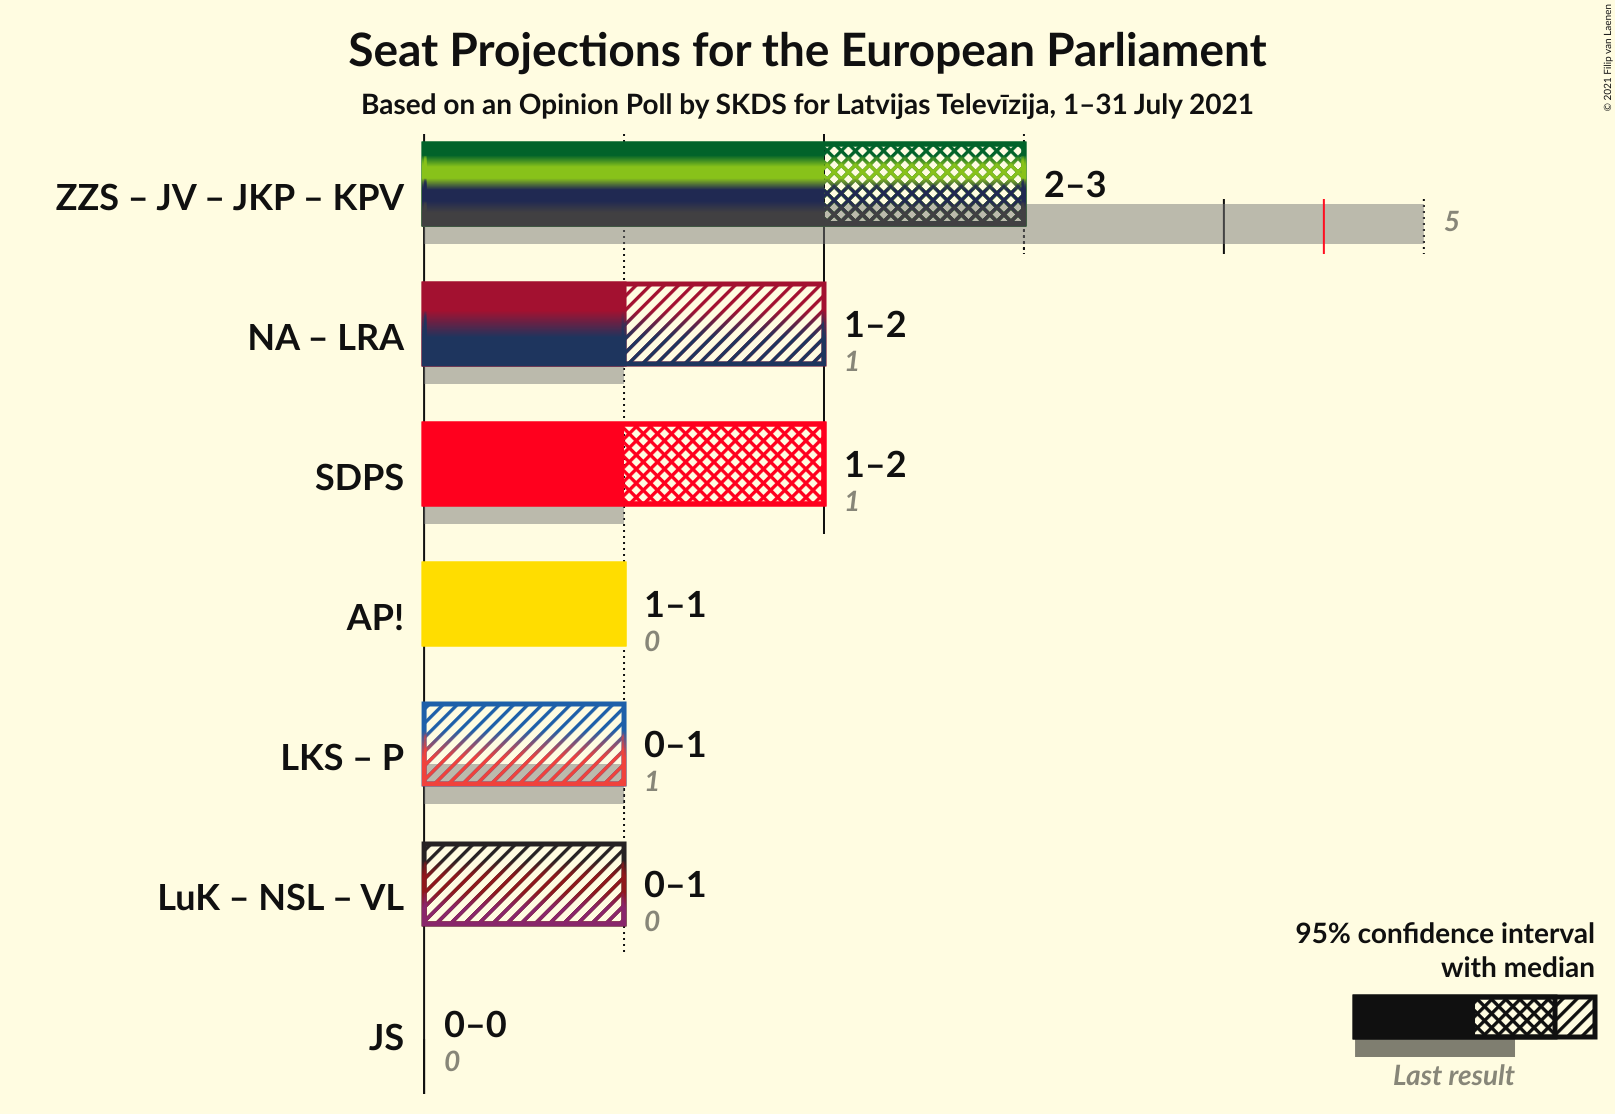 Seat Projections for the European Parliament
Based on an Opinion Poll by SKDS for Latvijas Televīzija, 1–31 July 2021
© 2021 Filip van Laenen
ZZS – JV – JKP – KPV
2–3
5
NA – LRA
1–2
1
SDPS
1–2
1
AP!
1–1
0
LKS – P
0–1
1
LuK – NSL – VL
0–1
0
JS
0–0
0
95% confidence interval
with median
Last result